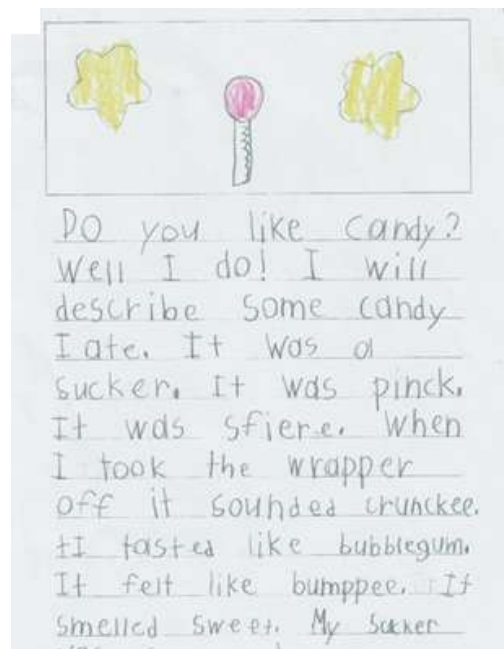 Do you like candy?
Well I do! I will
describe some candy
I ate. It was a
sucker. It was pinck.
It was sfiere. When
I took the wrapper
off it sounded crunckee.
tI tasted like bubblegum.
It felt like bumppee. It
smelled sweet. My sucker